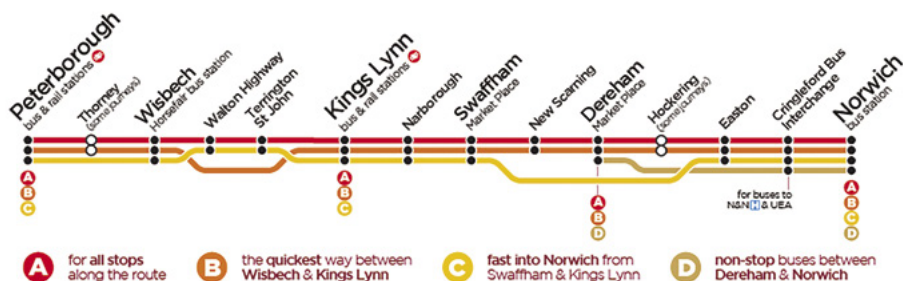 Peterborough
bus & rail stations
Thorney
(some journeys)
Wisbech
Horsefair bus station
Walton Highway
Terrington
St John
Kings Lynn
bus & rail stations
Narborough
Swaffham
Market Place
New Scarning
Dereham
Market Place
Hockering
(some journeys)
Easton
Cringleford Bus
Interchange
Norwich
bus station
A
B
C
A
B
C
A
B
D
for buses to
N&N H & UEA
A
B
C
D
A for all stops
along the route
B the quickest way between
Wisbech & Kings Lynn
C fast into Norwich from
Swaffham & Kings Lynn
D non-stop buses between
Dereham & Norwich